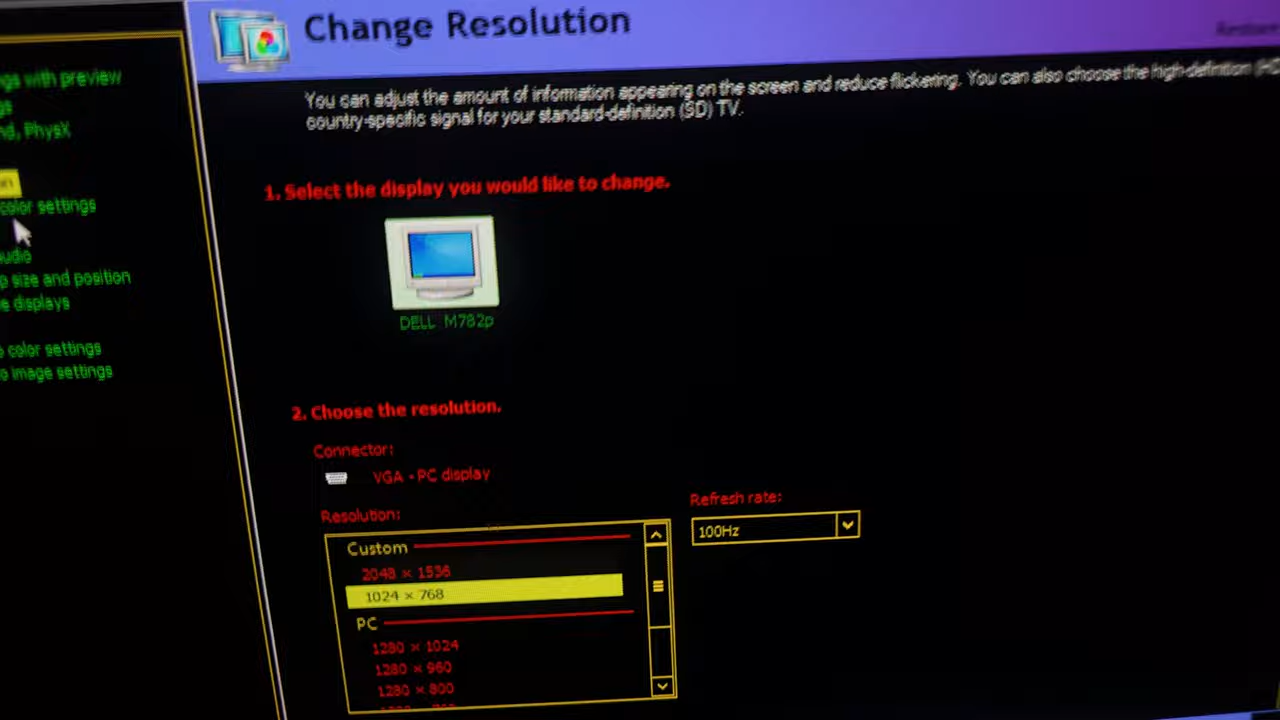 Change Resolution
You can adjust the amount of information appearing on the screen and reduce flickering. You can also choose the high-definition
country-specific signal for your standard-definition (SD) TV.
with preview
PhysX
color settings
size and position
displays
color settings
image settings
1. Select the display you would like to change.
DELL M782p
2. Choose the resolution.
Connector:
VGA - PC display
Resolution:
Refresh rate:
100Hz
Custom
2048 × 1536
1024 × 768
PC
1280 × 1024
1280 × 960
1280 × 800